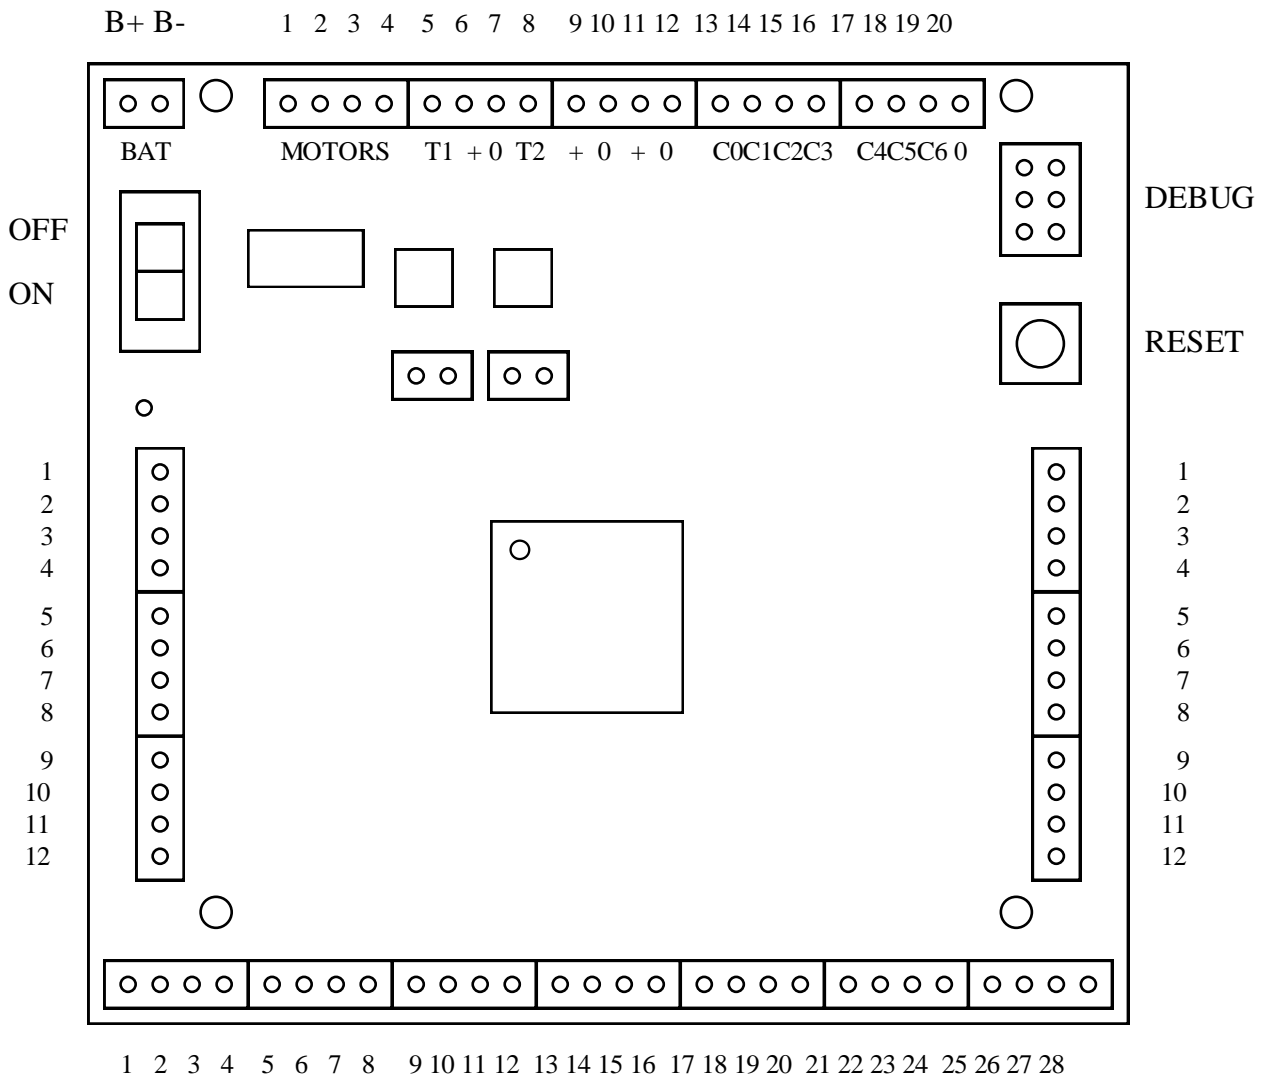 B+ B- 1 2 3 4 5 6 7 8 9 10 11 12 13 14 15 16 17 18 19 20
BAT MOTORS T1 + 0 T2 + 0 + 0 C0C1C2C3 C4C5C6 0
DEBUG
OFF
ON
RESET
1 1
2 2
3 3
4 4
5 5
6 6
7 7
8 8
9 9
10 10
11 11
12 12
1 2 3 4 5 6 7 8 9 10 11 12 13 14 15 16 17 18 19 20 21 22 23 24 25 26 27 28